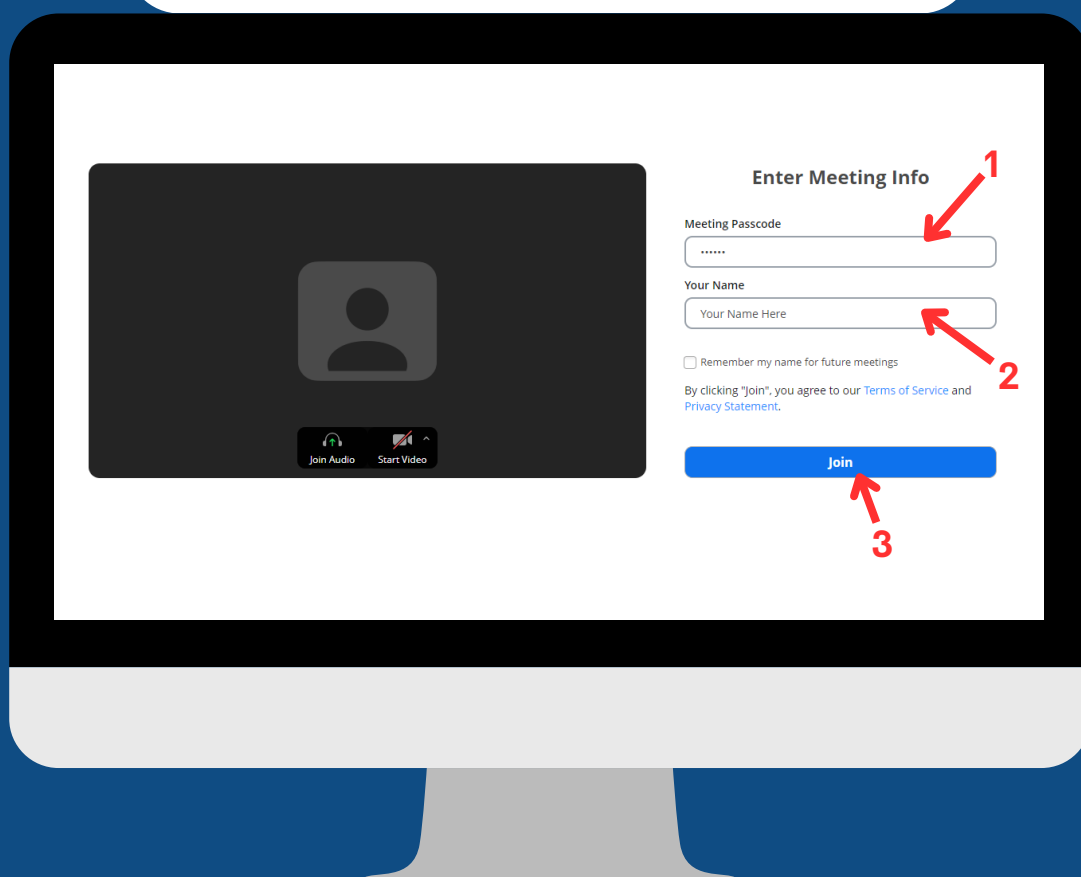 Enter Meeting Info
1
Meeting Passcode
••••••
Your Name
Your Name Here
2
Remember my name for future meetings
By clicking "Join", you agree to our Terms of Service and
Privacy Statement.
Join Audio
Start Video
Join
3